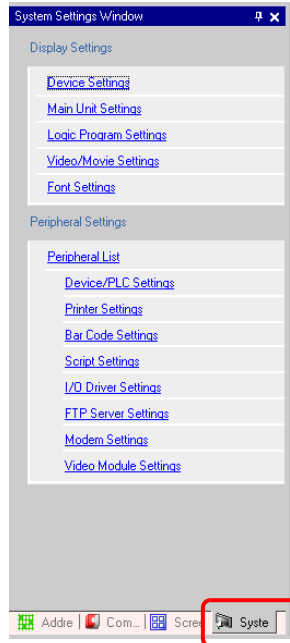 System Settings Window
Display Settings
Device Settings
Main Unit Settings
Logic Program Settings
Video/Movie Settings
Font Settings
Peripheral Settings
Peripheral List
Device/PLC Settings
Printer Settings
Bar Code Settings
Script Settings
I/O Driver Settings
FTP Server Settings
Modem Settings
Video Module Settings
Addre Com... Scree Syste